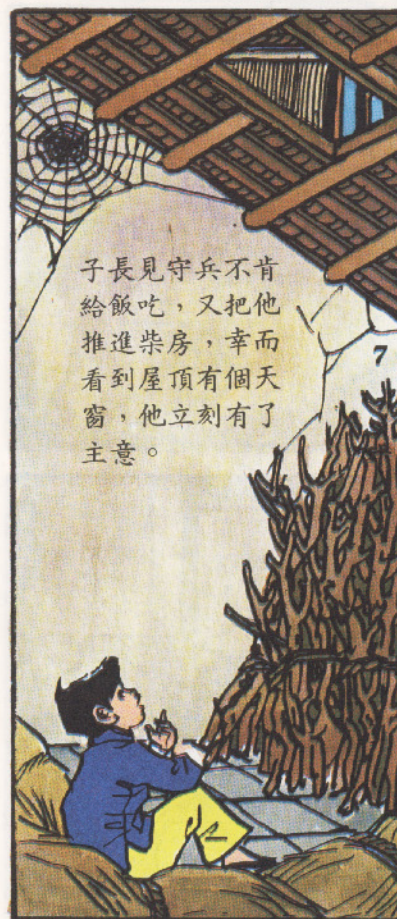 子長見守兵不肯
給飯吃，又把他
推進柴房，幸而
看到屋頂有個天
窗，他立刻有了
主意。
7